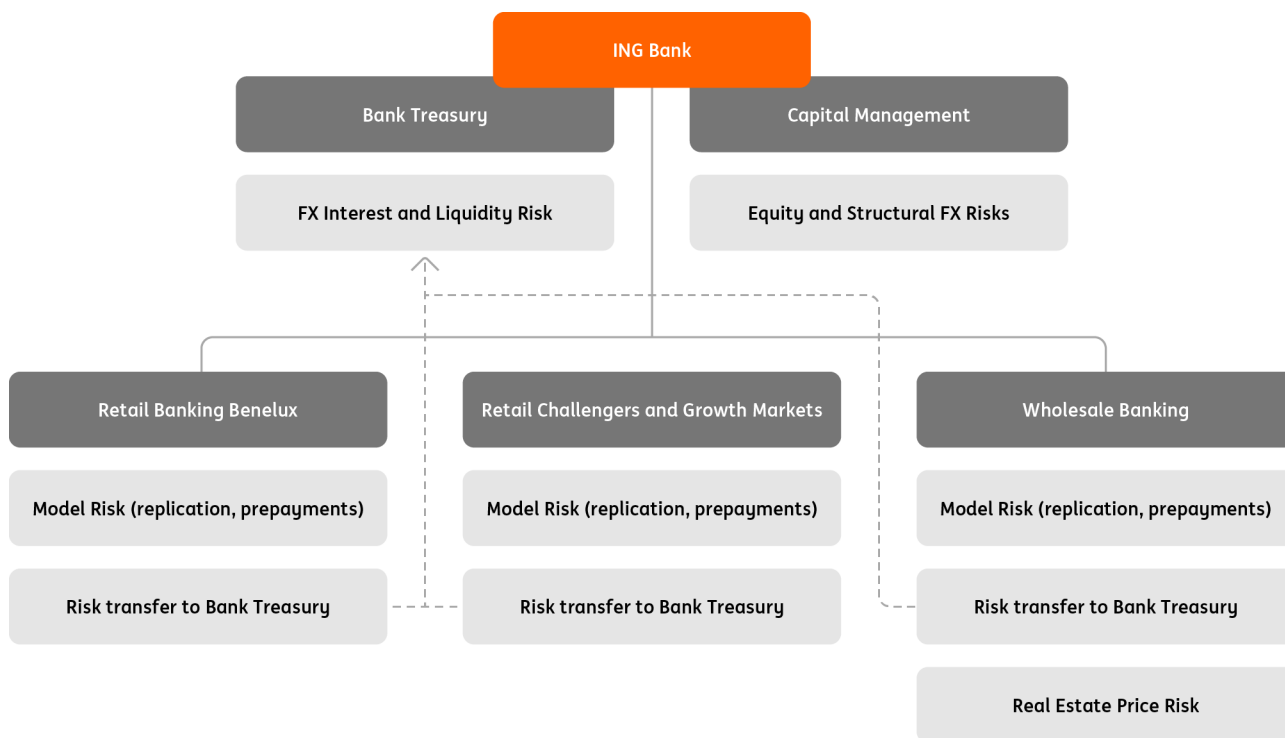 ING Bank
Bank Treasury
Capital Management
FX Interest and Liquidity Risk
Equity and Structural FX Risks
Retail Banking Benelux
Retail Challengers and Growth Markets
Wholesale Banking
Model Risk (replication, prepayments)
Model Risk (replication, prepayments)
Model Risk (replication, prepayments)
Risk transfer to Bank Treasury
Risk transfer to Bank Treasury
Risk transfer to Bank Treasury
Real Estate Price Risk